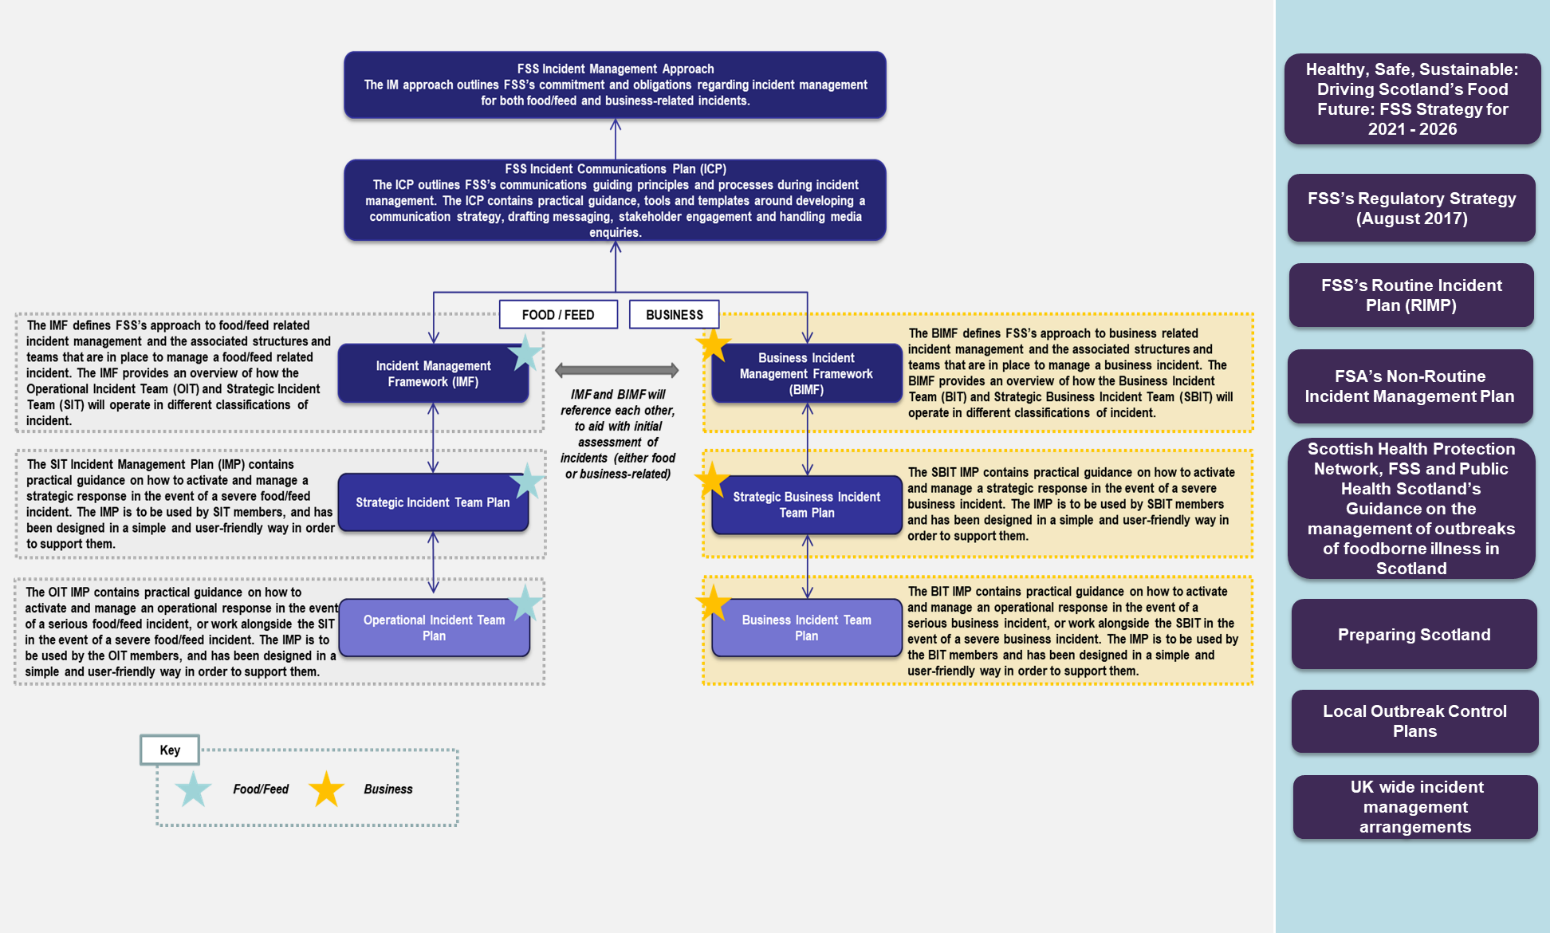 FSS Incident Management Approach
The IM approach outlines FSS's commitment and obligations regarding incident management
for both food/feed and business-related incidents.
FSS Incident Communications Plan (ICP)
The ICP outlines FSS's communications guiding principles and processes during incident
management. The ICP contains practical guidance, tools and templates around developing a
communication strategy, drafting messaging, stakeholder engagement and handling media
enquiries.
FOOD / FEED
BUSINESS
The IMF defines FSS's approach to food/feed related
incident management and the associated structures and
teams that are in place to manage a food/feed related
incident. The IMF provides an overview of how the
Operational Incident Team (OIT) and Strategic Incident
Team (SIT) will operate in different classifications of
incident.
Incident Management
Framework (IMF)
IMF and BIMF will
reference each other,
to aid with initial
assessment of
incidents (either food
or business-related)
Business Incident
Management Framework
(BIMF)
The BIMF defines FSS's approach to business related
incident management and the associated structures and
teams that are in place to manage a business incident. The
BIMF provides an overview of how the Business Incident
Team (BIT) and Strategic Business Incident Team (SBIT) will
operate in different classifications of incident.
The SIT Incident Management Plan (IMP) contains
practical guidance on how to activate and manage a
strategic response in the event of a severe food/feed
incident. The IMP is to be used by SIT members, and has
been designed in a simple and user-friendly way in order
to support them.
Strategic Incident Team Plan
Strategic Business Incident
Team Plan
The SBIT IMP contains practical guidance on how to activate
and manage a strategic response in the event of a severe
business incident. The IMP is to be used by SBIT members
and has been designed in a simple and user-friendly way in
order to support them.
The OIT IMP contains practical guidance on how to
activate and manage an operational response in the event
of a serious food/feed incident, or work alongside the SIT
in the event of a severe food/feed incident. The IMP is to
be used by the OIT members, and has been designed in a
simple and user-friendly way in order to support them.
Operational Incident Team
Plan
Business Incident Team
Plan
The BIT IMP contains practical guidance on how to activate
and manage an operational response in the event of a
serious business incident, or work alongside the SBIT in the
event of a severe business incident. The IMP is to be used by
the BIT members and has been designed in a simple and
user-friendly way in order to support them.
Key
Food/Feed
Business
Healthy, Safe, Sustainable:
Driving Scotland's Food
Future: FSS Strategy for
2021 - 2026
FSS's Regulatory Strategy
(August 2017)
FSS's Routine Incident
Plan (RIMP)
FSA's Non-Routine
Incident Management Plan
Scottish Health Protection
Network, FSS and Public
Health Scotland's
Guidance on the
management of outbreaks
of foodborne illness in
Scotland
Preparing Scotland
Local Outbreak Control
Plans
UK wide incident
management
arrangements